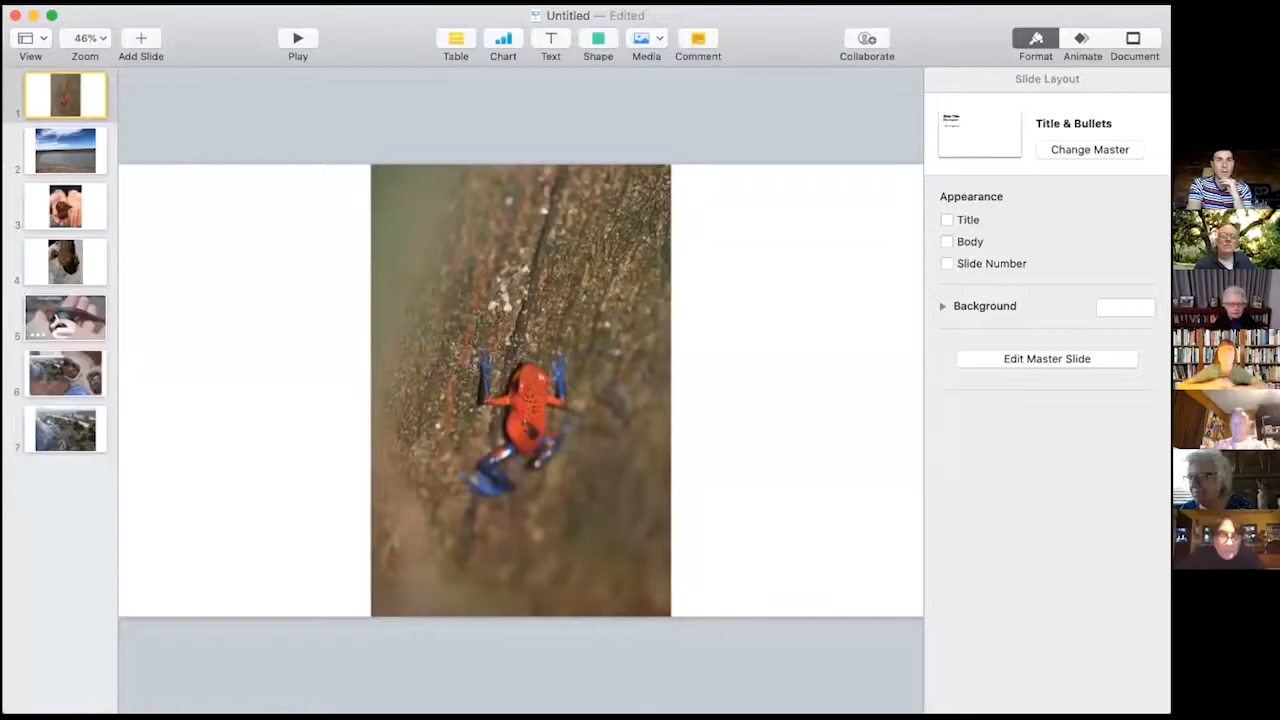 Untitled — Edited
46%
View Zoom Add Slide Play Table Chart Text Shape Media Comment Collaborate Format Animate Document
Slide Layout
Title & Bullets
Change Master
Appearance
Title
Body
Slide Number
Background
Edit Master Slide
1
2
3
4
5
6
7